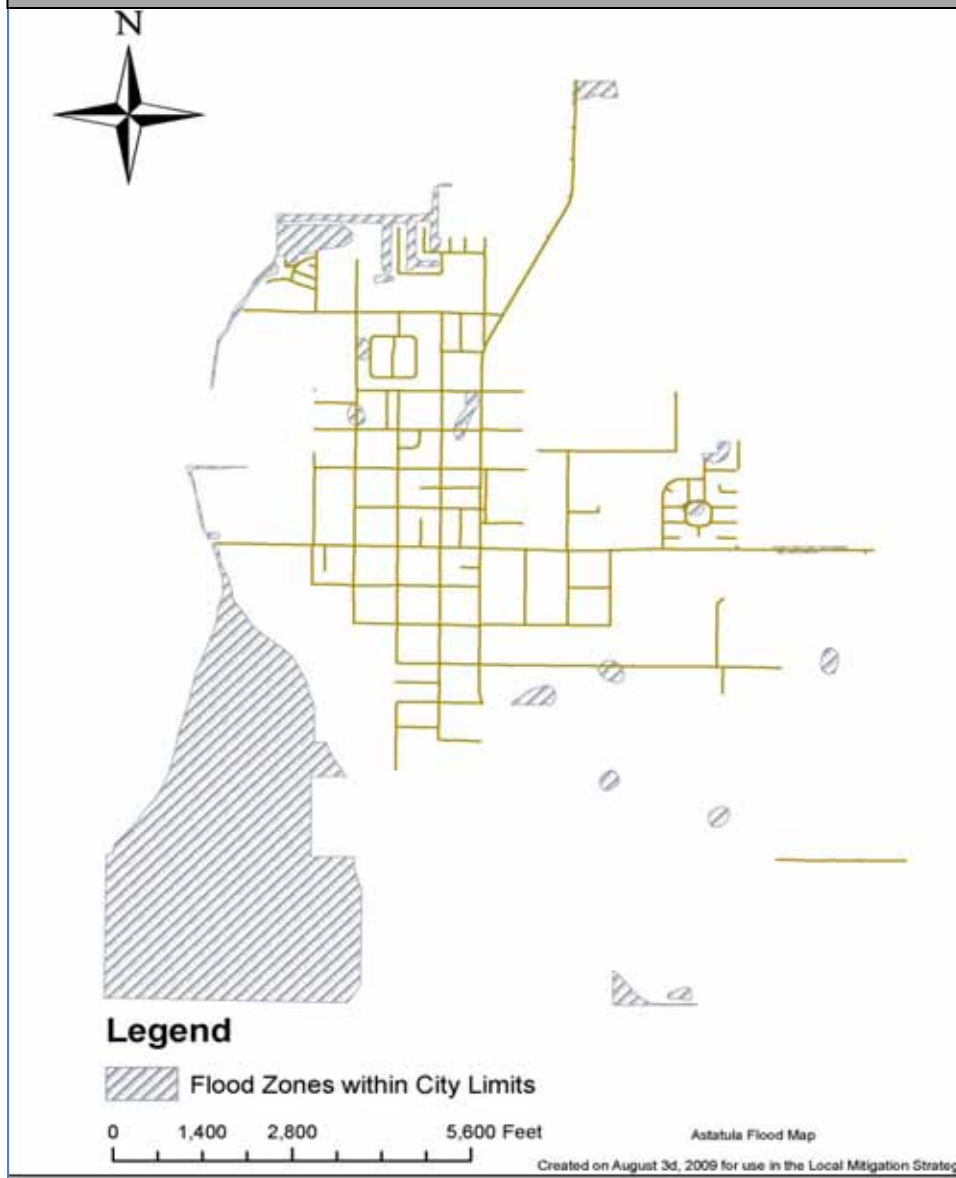 N
Legend
Flood Zones within City Limits
0 1,400 2,800 5,600 Feet
Astatula Flood Map
Created on August 3d, 2009 for use in the Local Mitigation Strateg